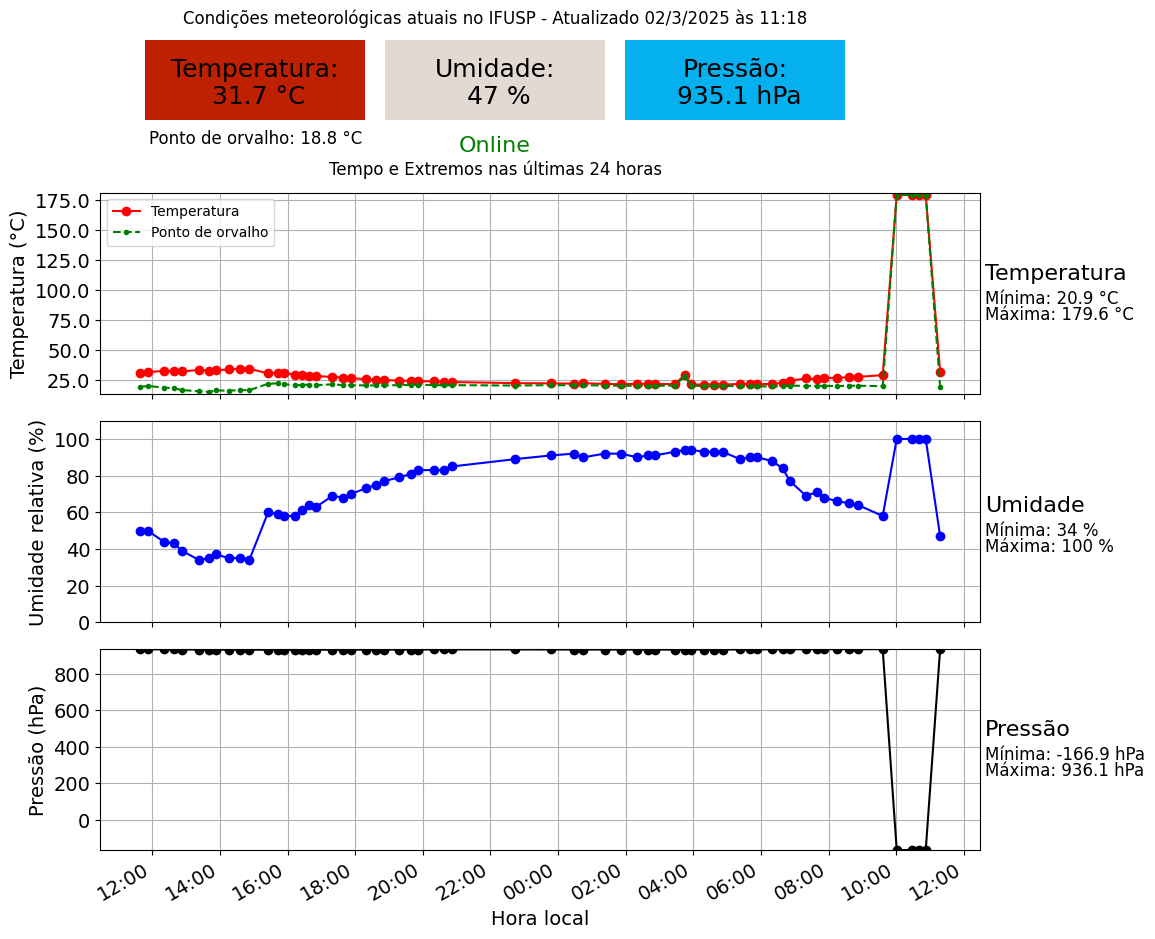 Condições meteorológicas atuais no IFUSP - Atualizado 02/3/2025 às 11:18
Temperatura:
31.7 °C
Umidade:
47 %
Pressão:
935.1 hPa
Ponto de orvalho: 18.8 °C
Online
Tempo e Extremos nas últimas 24 horas
Temperatura (°C)
175.0
150.0
125.0
100.0
75.0
50.0
25.0
Temperatura
Ponto de orvalho
Temperatura
Mínima: 20.9 °C
Máxima: 179.6 °C
Umidade relativa (%)
100
80
60
40
20
0
Umidade
Mínima: 34 %
Máxima: 100 %
Pressão (hPa)
800
600
400
200
0
Pressão
Mínima: -166.9 hPa
Máxima: 936.1 hPa
12:00 14:00 16:00 18:00 20:00 22:00 00:00 02:00 04:00 06:00 08:00 10:00 12:00
Hora local